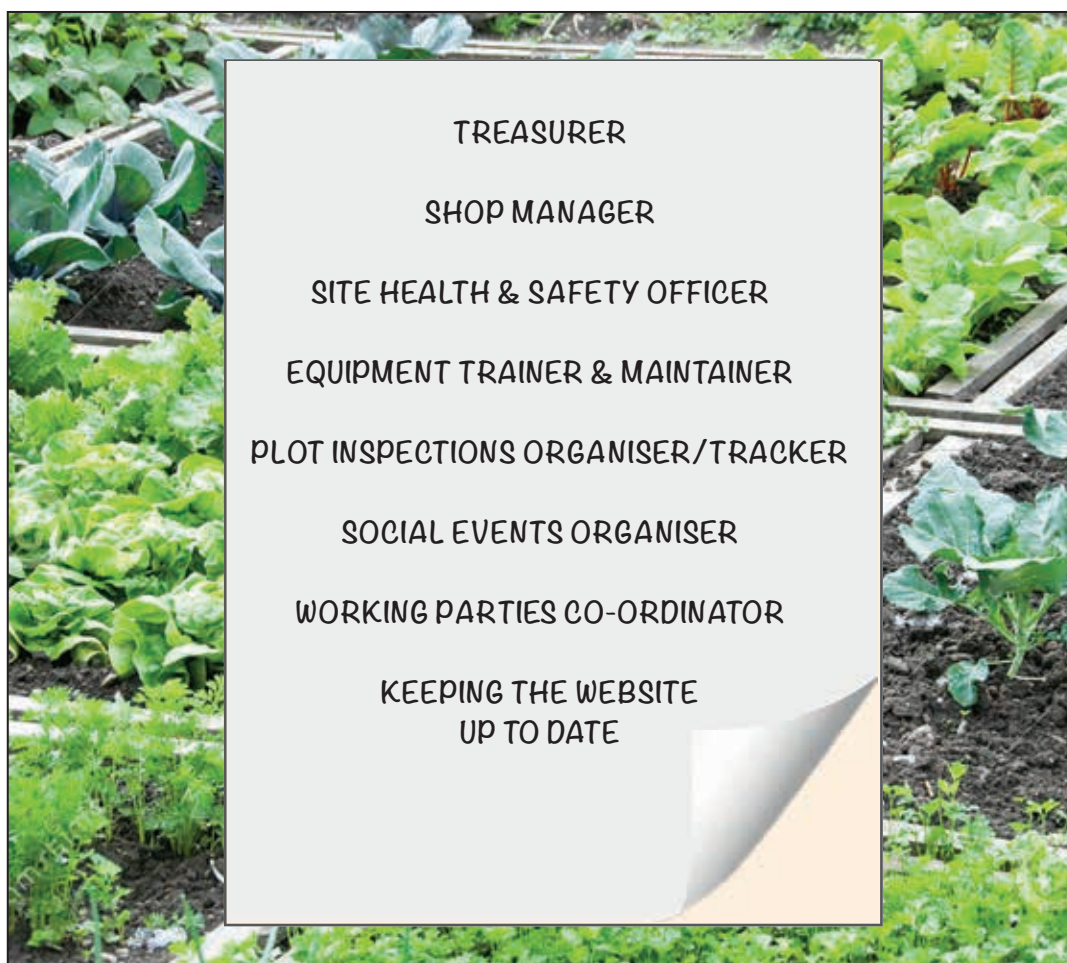 TREASURER
SHOP MANAGER
SITE HEALTH & SAFETY OFFICER
EQUIPMENT TRAINER & MAINTAINER
PLOT INSPECTIONS ORGANISER/TRACKER
SOCIAL EVENTS ORGANISER
WORKING PARTIES CO-ORDINATOR
KEEPING THE WEBSITE
UP TO DATE